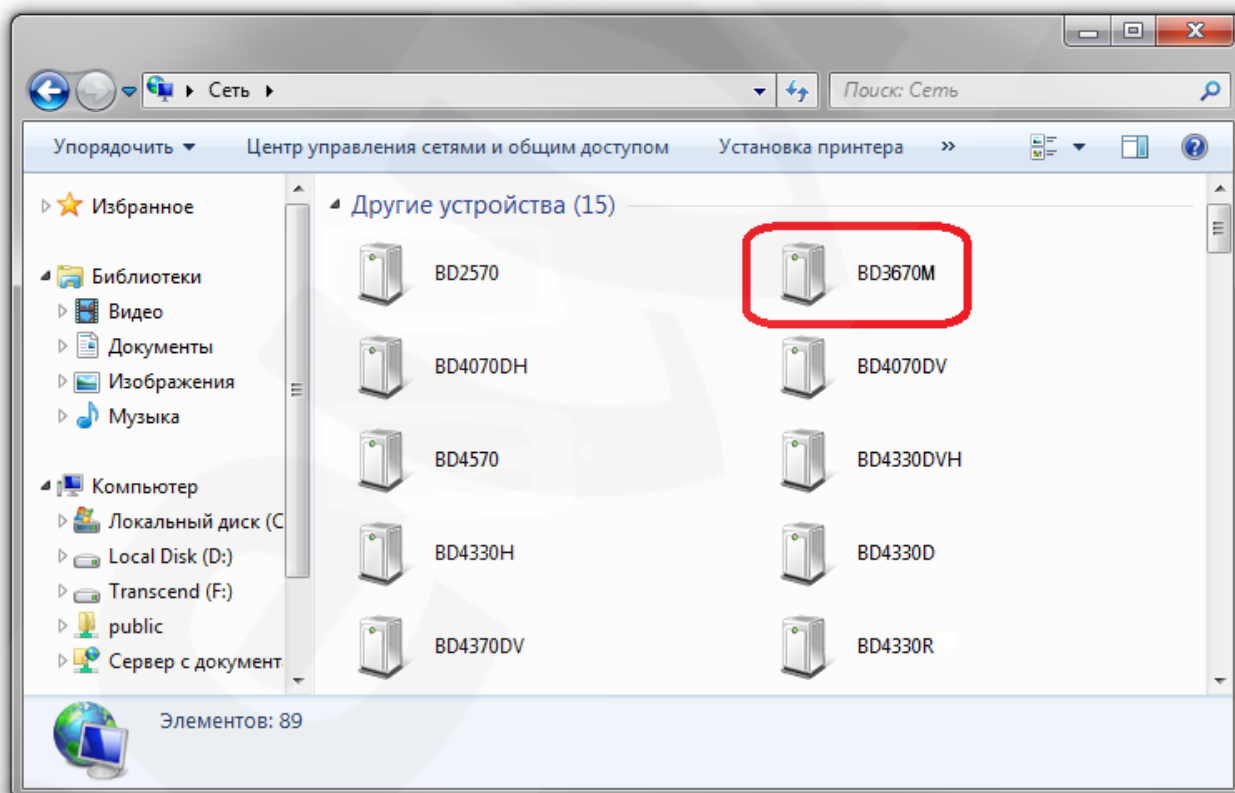 Сеть
Поиск: Сеть
Упорядочить
Центр управления сетями и общим доступом
Установка принтера
»
Избранное
Библиотеки
Видео
Документы
Изображения
Музыка
Компьютер
Локальный диск (C
Local Disk (D:)
Transcend (F:)
public
Сервер с документ
Другие устройства (15)
BD2570
BD3670M
BD4070DH
BD4070DV
BD4570
BD4330DVH
BD4330H
BD4330D
BD4370DV
BD4330R
Элементов: 89